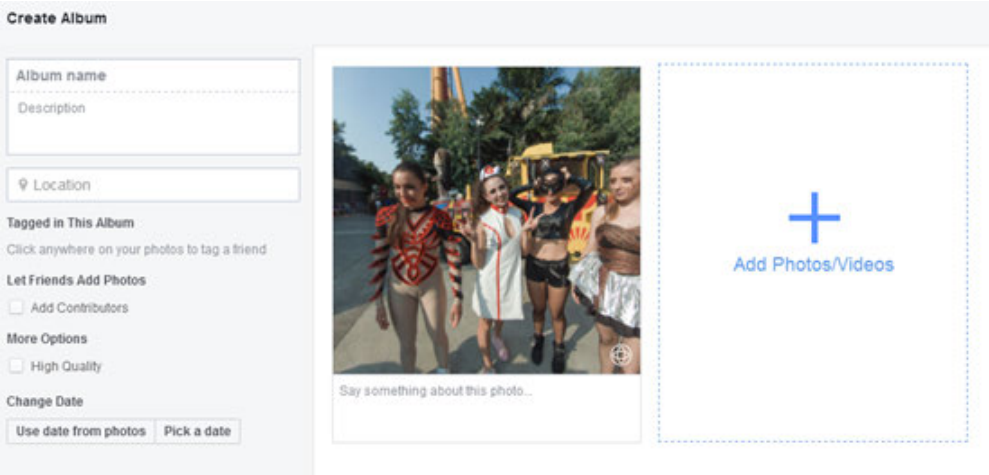 Create Album
Album name
Description
Location
Tagged in This Album
Click anywhere on your photos to tag a friend
Let Friends Add Photos
Add Contributors
More Options
High Quality
Change Date
Use date from photos Pick a date
Say something about this photo...
Add Photos/Videos